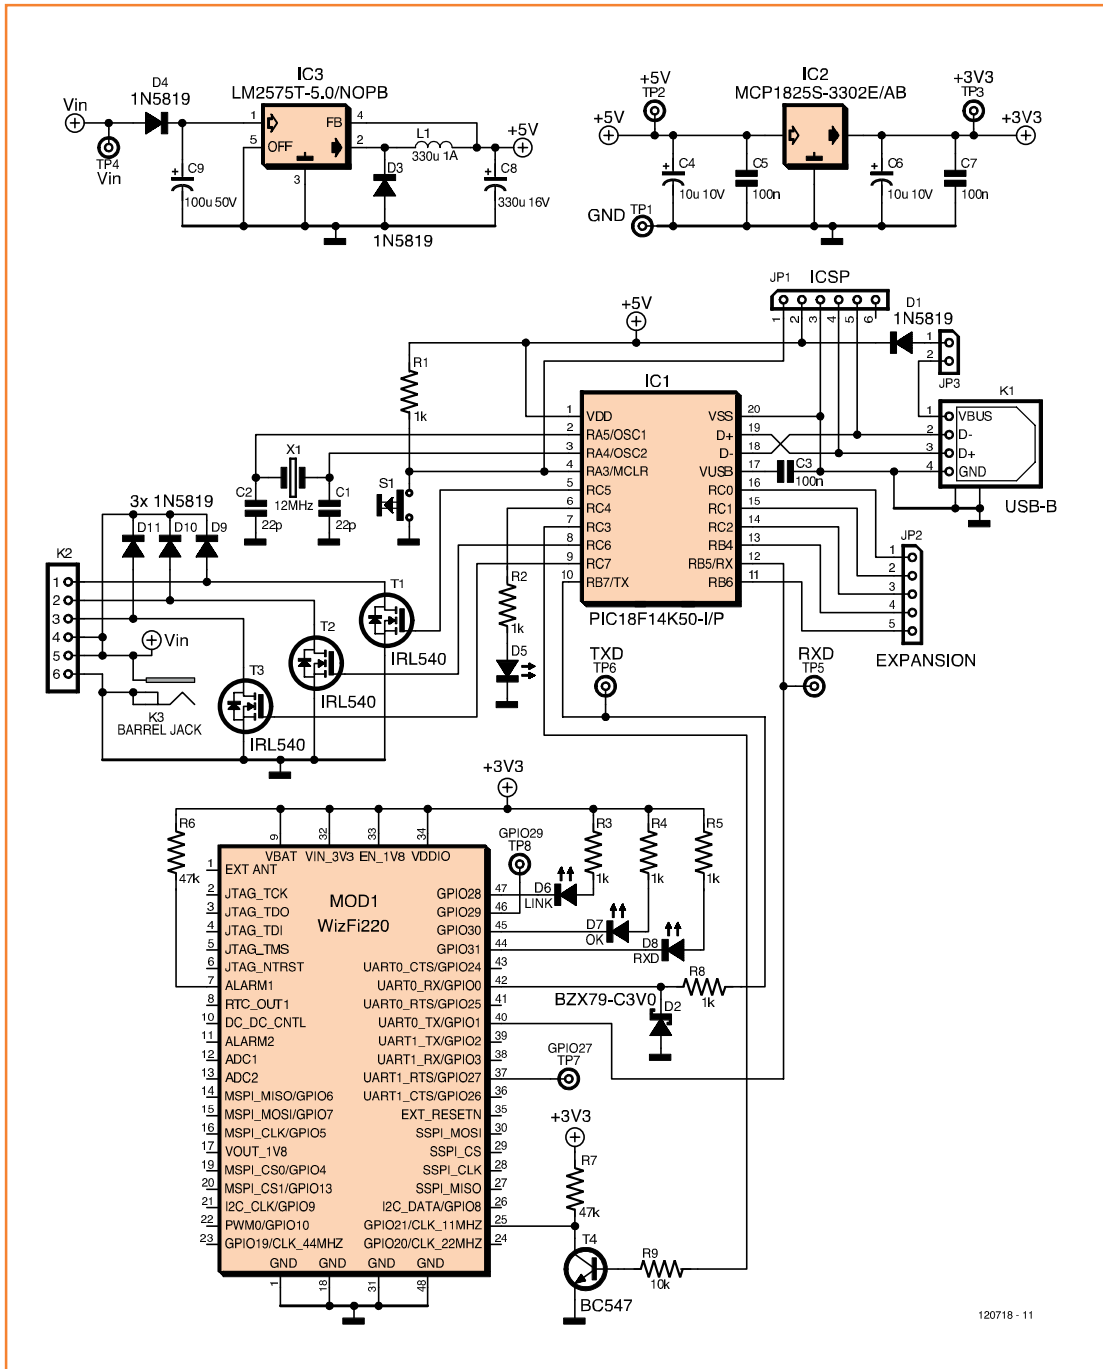 IC3
LM2575T-5.0/NOPB
D4
1N5819
Vin
TP4
Vin
1
5
OFF
FB
4
2
3
L1
330u 1A
+5V
C9
100u 50V
D3
1N5819
C8
330u 16V
IC2
MCP1825S-3302E/AB
+5V
TP2
+5V
+3V3
TP3
+3V3
C4
10u 10V
C5
100n
C6
10u 10V
C7
100n
GND
TP1
JP1
ICSP
1
2
3
4
5
6
D1
1N5819
1
2
JP3
+5V
R1
1k
IC1
1
2
3
4
5
6
7
8
9
10
VDD
RA5/OSC1
RA4/OSC2
RA3/MCLR
RC5
RC4
RC3
RC6
RC7
RB7/TX
VSS
D+
D-
VUSB
RC0
RC1
RC2
RB4
RB5/RX
RB6
20
19
18
17
16
15
14
13
12
11
PIC18F14K50-I/P
C3
100n
K1
1
2
3
4
VBUS
D-
D+
GND
USB-B
JP2
1
2
3
4
5
EXPANSION
X1
12MHz
C2
22p
C1
22p
S1
3x 1N5819
D11
D10
D9
K2
1
2
3
4
5
6
Vin
K3
BARREL JACK
T1
IRL540
T2
IRL540
T3
IRL540
R2
1k
D5
TXD
TP6
RXD
TP5
+3V3
R6
47k
9
32
33
34
VBAT
VIN_3V3
EN_1V8
VDDIO
MOD1
WizFi220
1
EXT ANT
2
JTAG_TCK
3
JTAG_TDO
4
JTAG_TDI
5
JTAG_TMS
6
JTAG_NTRST
7
ALARM1
8
RTC_OUT1
10
DC_DC_CNTL
11
ALARM2
12
ADC1
13
ADC2
14
MSPI_MISO/GPIO6
15
MSPI_MOSI/GPIO7
16
MSPI_CLK/GPIO5
17
VOUT_1V8
19
MSPI_CS0/GPIO4
20
MSPI_CS1/GPIO13
21
I2C_CLK/GPIO9
22
PWM0/GPIO10
23
GPIO19/CLK_44MHZ
GPIO28
47
GPIO29
46
GPIO30
45
GPIO31
44
UART0_CTS/GPIO24
43
UART0_RX/GPIO0
42
UART0_RTS/GPIO25
41
UART0_TX/GPIO1
40
UART1_TX/GPIO2
39
UART1_RX/GPIO3
38
UART1_RTS/GPIO27
37
UART1_CTS/GPIO26
36
EXT_RESETN
35
SSPI_MOSI
30
SSPI_CS
29
SSPI_CLK
28
SSPI_MISO
27
I2C_DATA/GPIO8
26
GPIO21/CLK_11MHZ
25
GPIO20/CLK_22MHZ
24
GND
GND
GND
GND
1
18
31
48
GPIO29
TP8
R3
1k
R4
1k
R5
1k
D6
LINK
D7
OK
D8
RXD
R8
1k
BZX79-C3V0
D2
GPIO27
TP7
+3V3
R7
47k
T4
BC547
R9
10k
120718 - 11